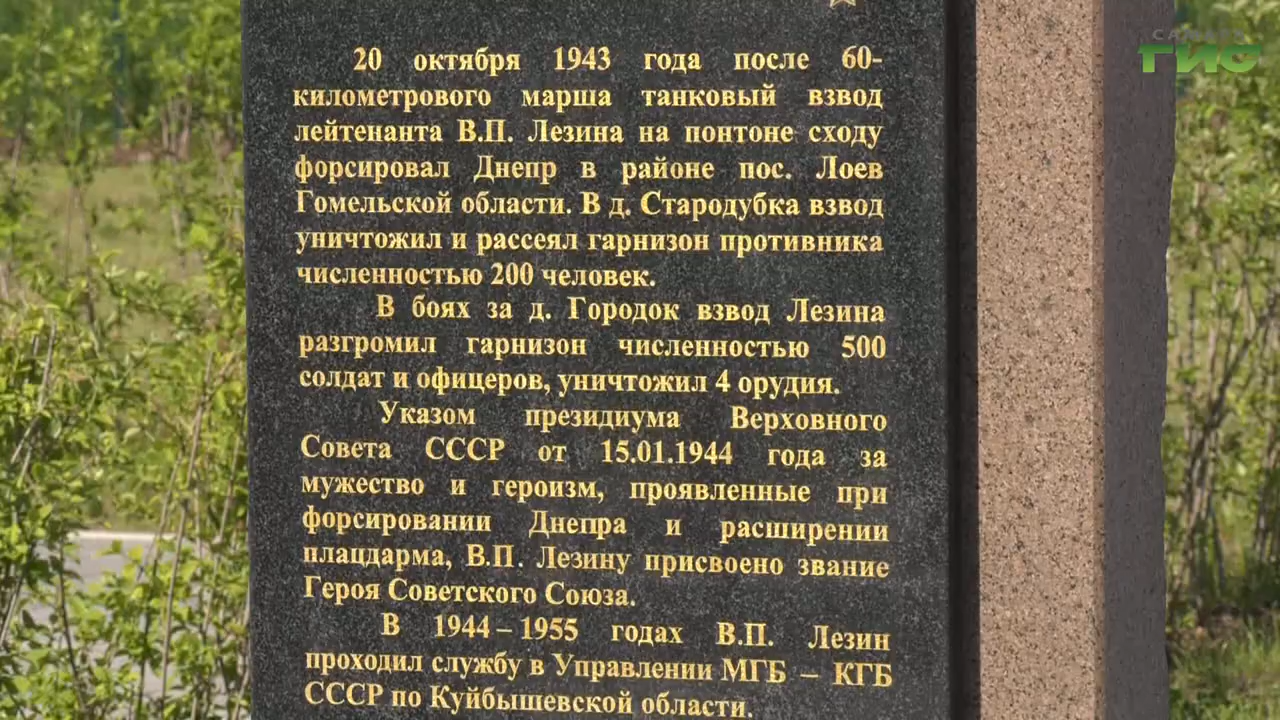 САМАРА
ГИС
20 октября 1943 года после 60-
километрового марша танковый взвод
лейтенанта В.П. Лезина на понтоне сходу
форсировал Днепр в районе пос. Лоев
Гомельской области. В д. Стародубка взвод
уничтожил и рассеял гарнизон противника
численностью 200 человек.
В боях за д. Городок взвод Лезина
разгромил гарнизон численностью 500
солдат и офицеров, уничтожил 4 орудия.
Указом президиума Верховного
Совета СССР от 15.01.1944 года за
мужество и героизм, проявленные при
форсировании Днепра и расширении
плацдарма, В.П. Лезину присвоено звание
Героя Советского Союза.
В 1944 – 1955 годах В.П. Лезин
проходил службу в Управлении МГБ – КГБ
СССР по Куйбышевской области.